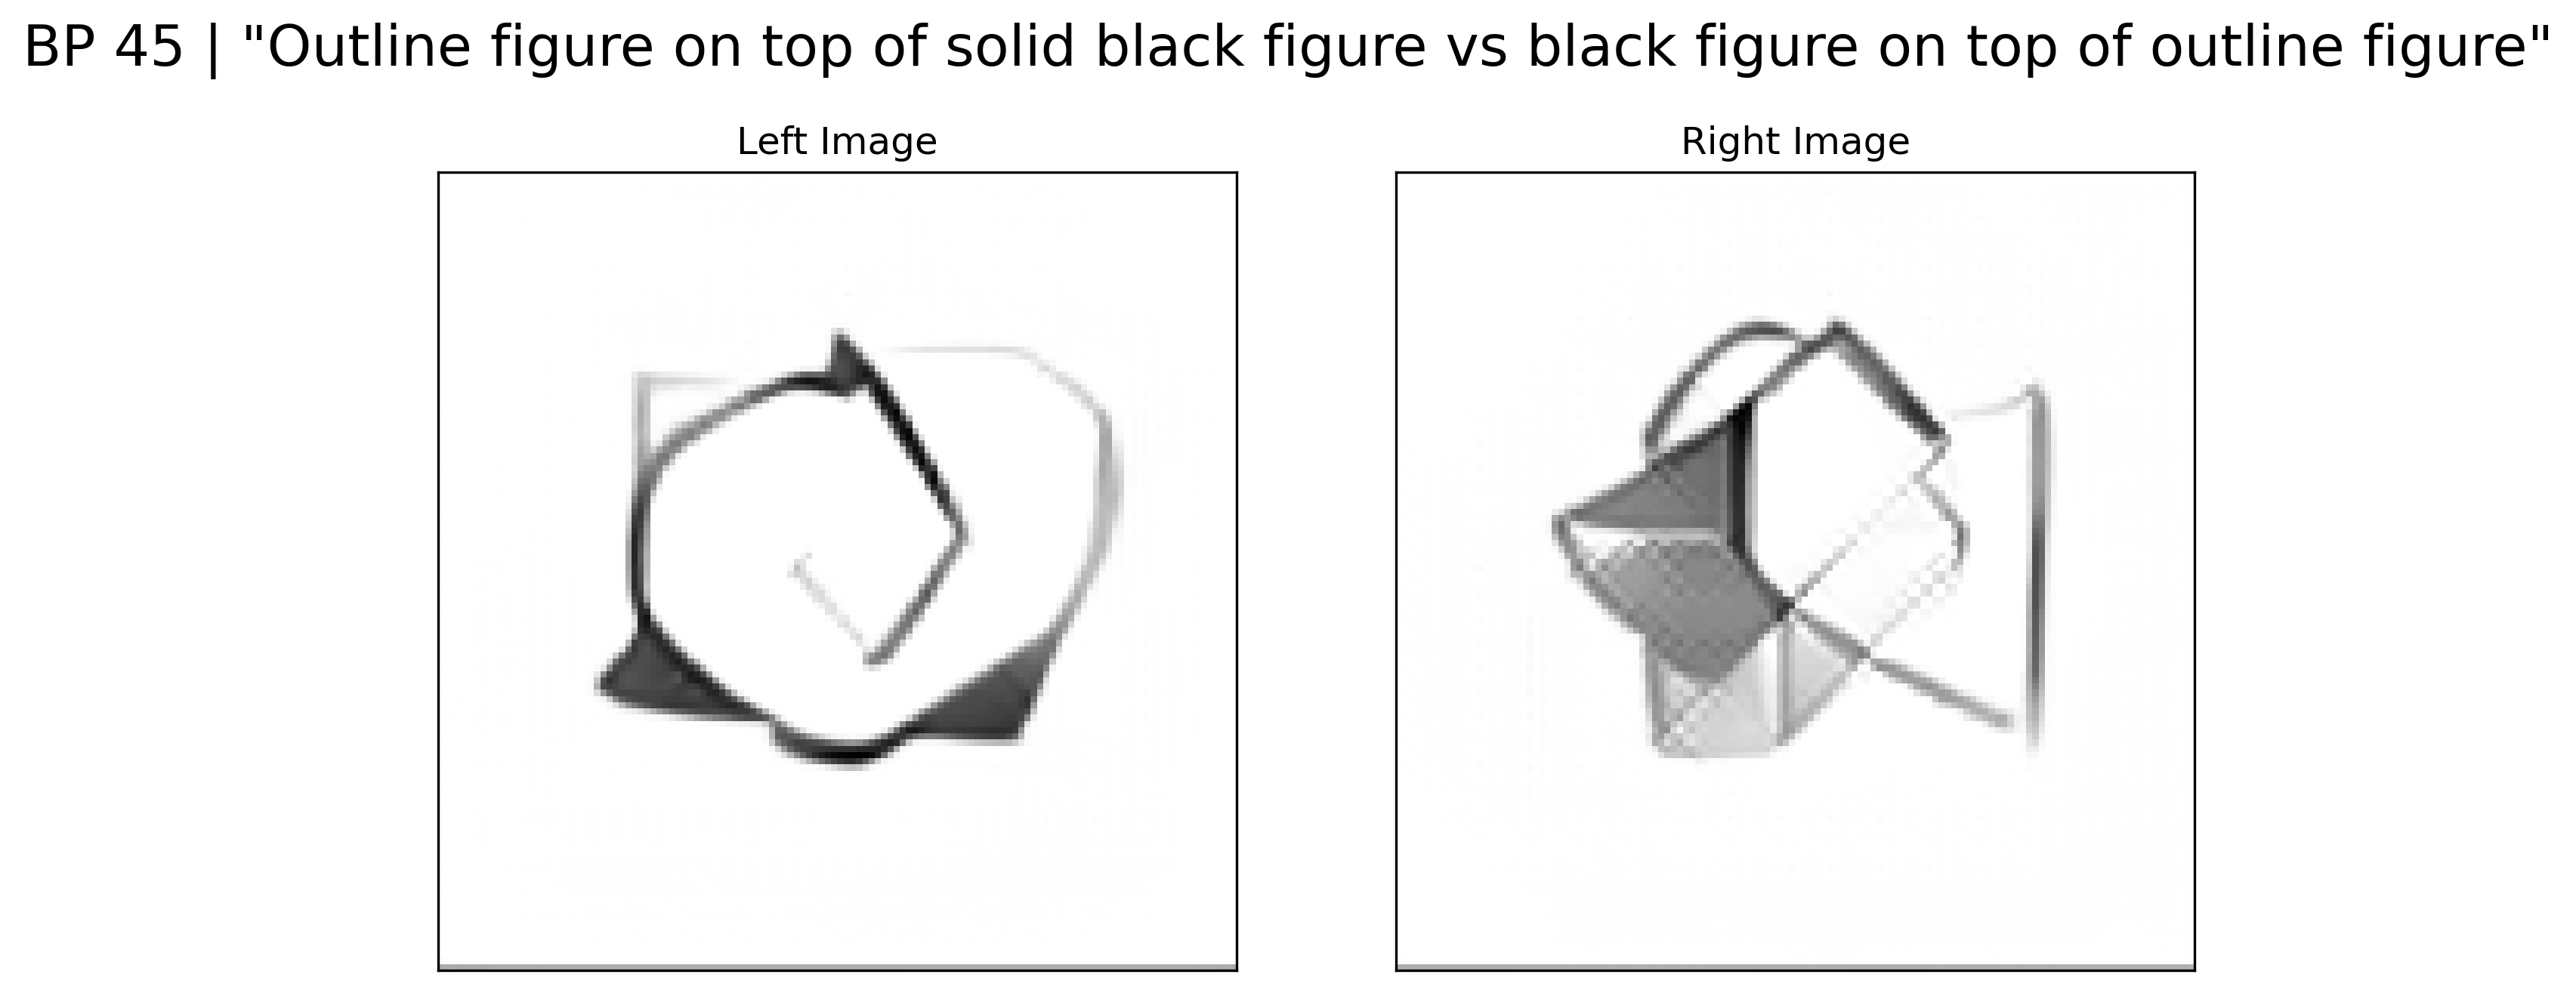 BP 45 | "Outline figure on top of solid black figure vs black figure on top of outline figure"
Left Image
Right Image